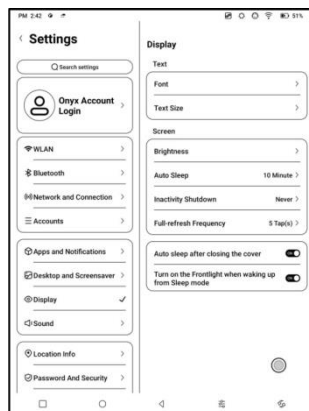 PM 2:42
51%
Settings
Search settings
Onyx Account
Login
WLAN
Bluetooth
Network and Connection
Accounts
Apps and Notifications
Desktop and Screensaver
Display
Sound
Location Info
Password And Security
Display
Text
Font
Text Size
Screen
Brightness
Auto Sleep 10 Minute
Inactivity Shutdown Never
Full-refresh Frequency 5 Tap(s)
Auto sleep after closing the cover
Turn on the Frontlight when waking up
from Sleep mode